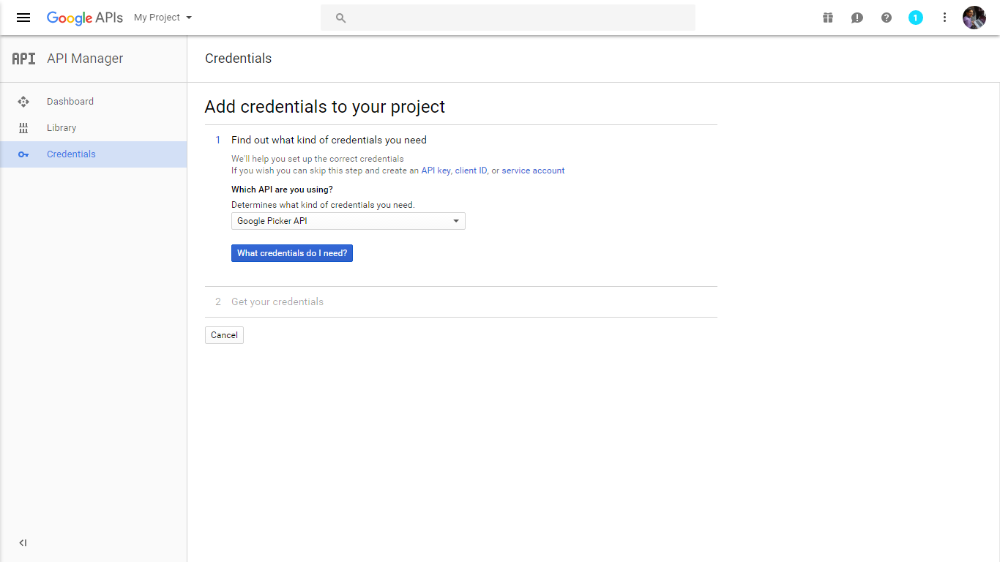 Google APIs My Project 1
API API Manager Credentials
Dashboard
Library
Credentials
Add credentials to your project
1 Find out what kind of credentials you need
We'll help you set up the correct credentials
If you wish you can skip this step and create an API key, client ID, or service account
Which API are you using?
Determines what kind of credentials you need.
Google Picker API
What credentials do I need?
2 Get your credentials
Cancel